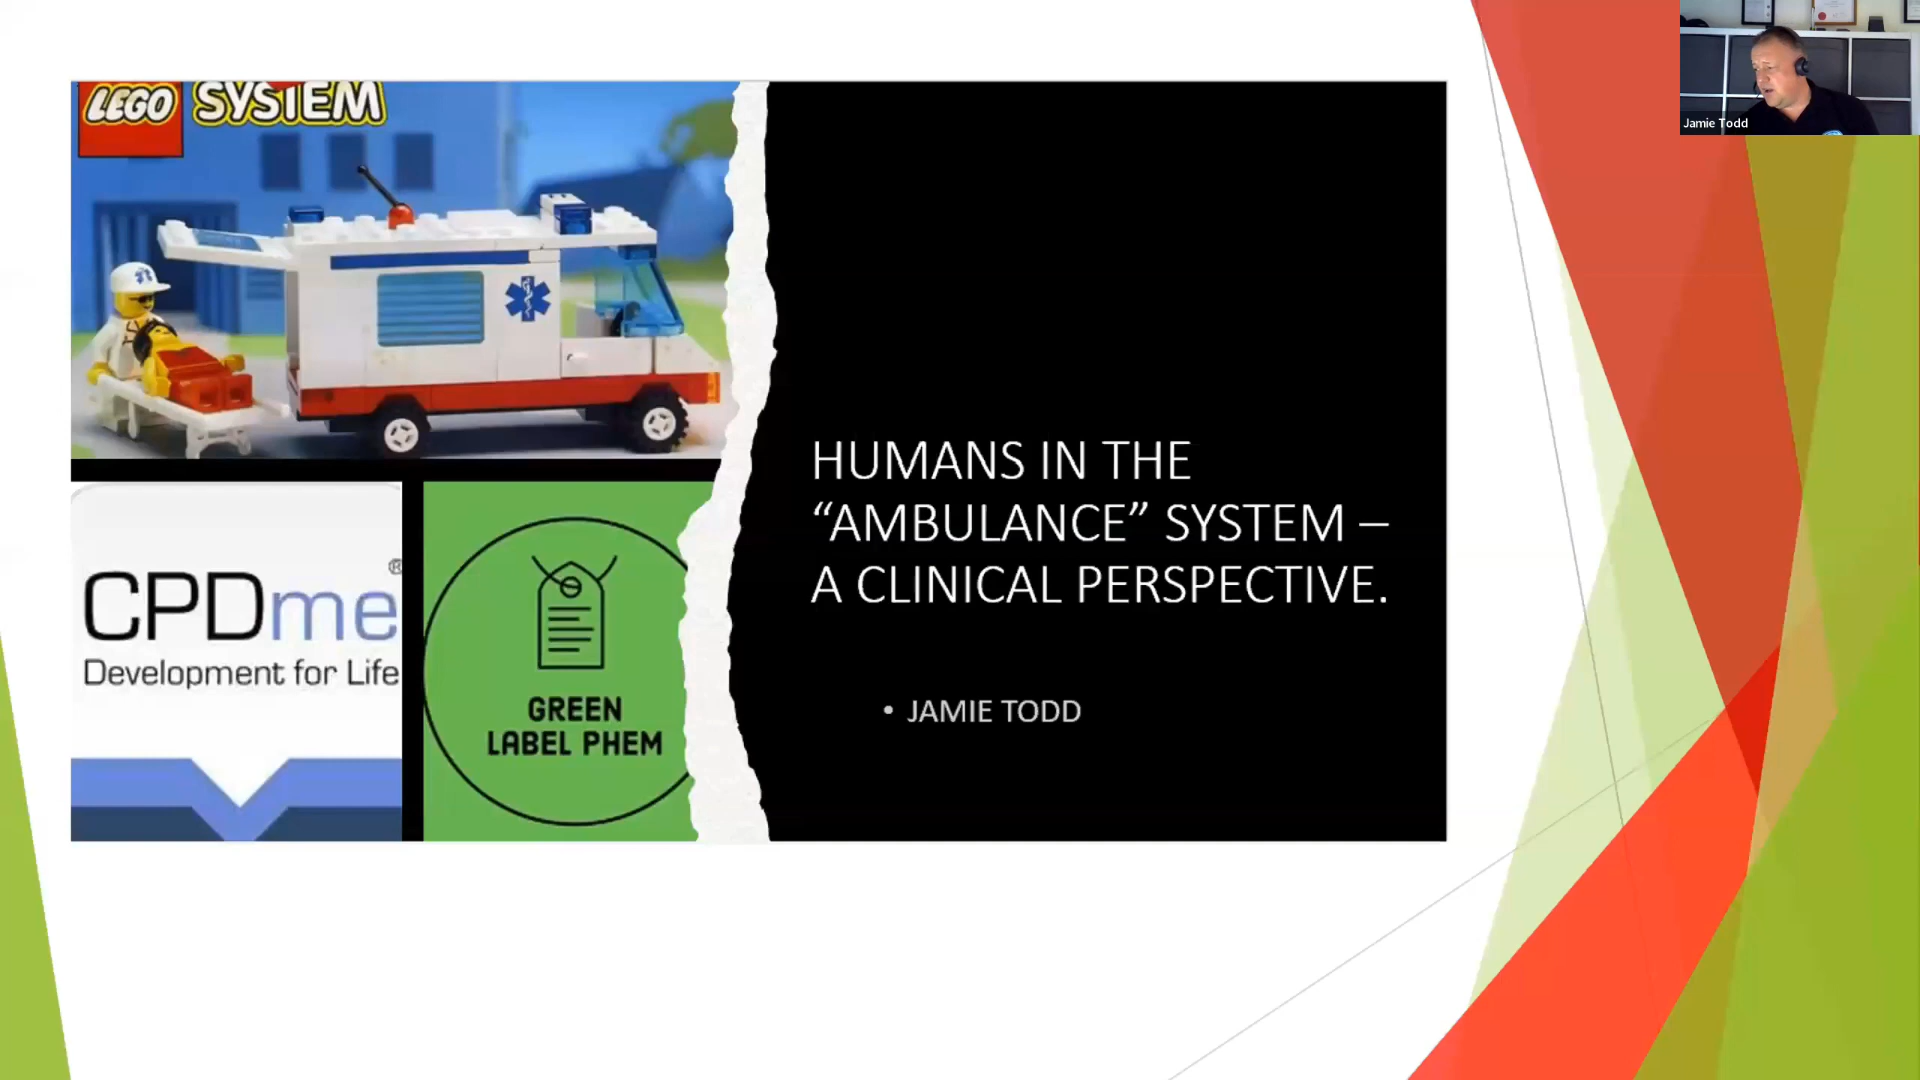 LEGO SYSTEM
CPDme®
Development for Life
GREEN
LABEL PHEM
HUMANS IN THE
“AMBULANCE” SYSTEM –
A CLINICAL PERSPECTIVE.
• JAMIE TODD
Jamie Todd